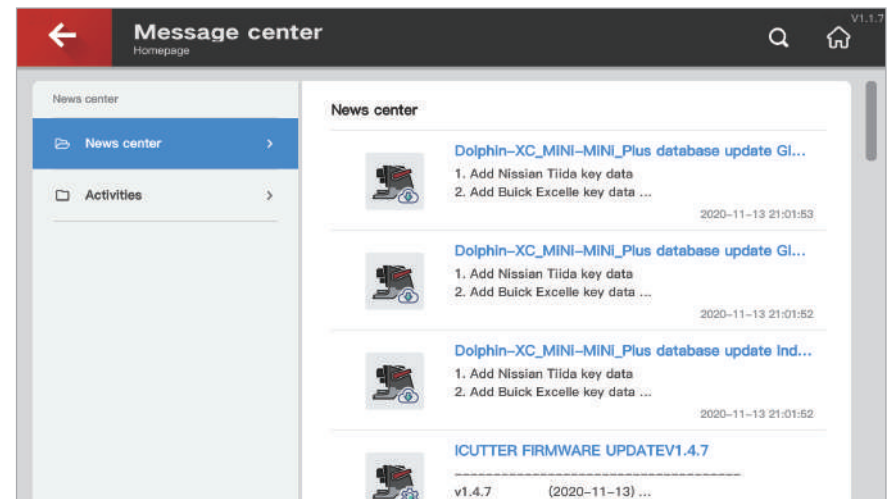 V1.1.7
Message center
Homepage
News center
News center
Activities
News center
Dolphin-XC_MINI-MINI_Plus database update Gl...
1. Add Nissian Tiida key data
2. Add Buick Excelle key data ...
2020-11-13 21:01:53
Dolphin-XC_MINI-MINI_Plus database update Gl...
1. Add Nissian Tiida key data
2. Add Buick Excelle key data ...
2020-11-13 21:01:52
Dolphin-XC_MINI-MINI_Plus database update Ind...
1. Add Nissian Tiida key data
2. Add Buick Excelle key data ...
2020-11-13 21:01:52
ICUTTER FIRMWARE UPDATEV1.4.7
-------------------------------------
v1.4.7 (2020-11-13) ...